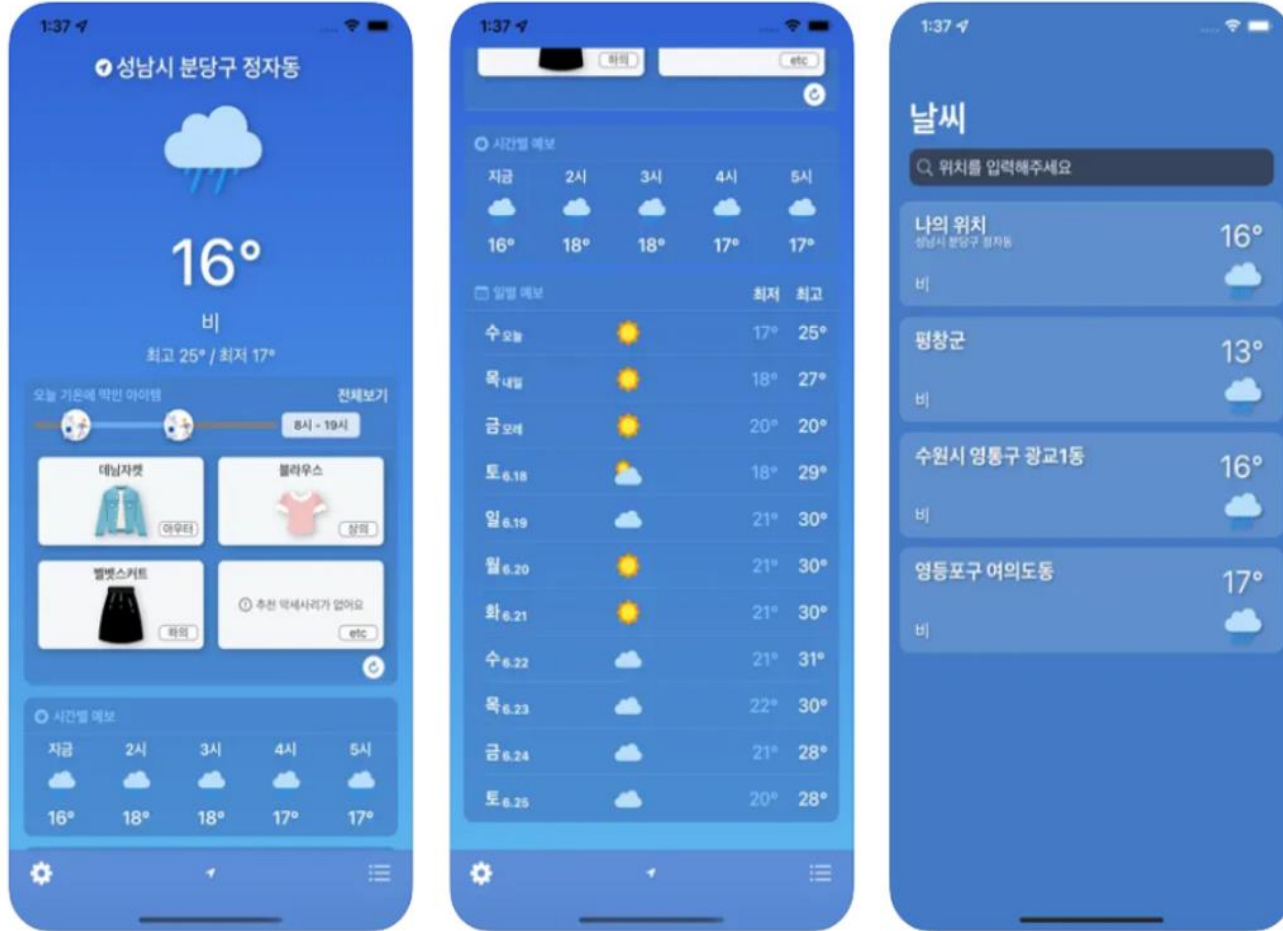 1:37
성남시 분당구 정자동
16°
비
최고 25° / 최저 17°
오늘 기온에 딱인 아이템 전체보기
8시 - 19시
데님자켓 블라우스
아우터 상의
벨벳스커트
추천 악세사리가 없어요
하의 etc
시간별 예보
지금 2시 3시 4시 5시
16° 18° 18° 17° 17°
1:37
하의 etc
시간별 예보
지금 2시 3시 4시 5시
16° 18° 18° 17° 17°
일별 예보 최저 최고
수 오늘 17° 25°
목 내일 18° 27°
금 모레 20° 20°
토 6.18 18° 29°
일 6.19 21° 30°
월 6.20 21° 30°
화 6.21 21° 30°
수 6.22 21° 31°
목 6.23 22° 30°
금 6.24 21° 28°
토 6.25 20° 28°
1:37
날씨
위치를 입력해주세요
나의 위치 16°
성남시 분당구 정자동
비
평창군 13°
비
수원시 영통구 광교1동 16°
비
영등포구 여의도동 17°
비